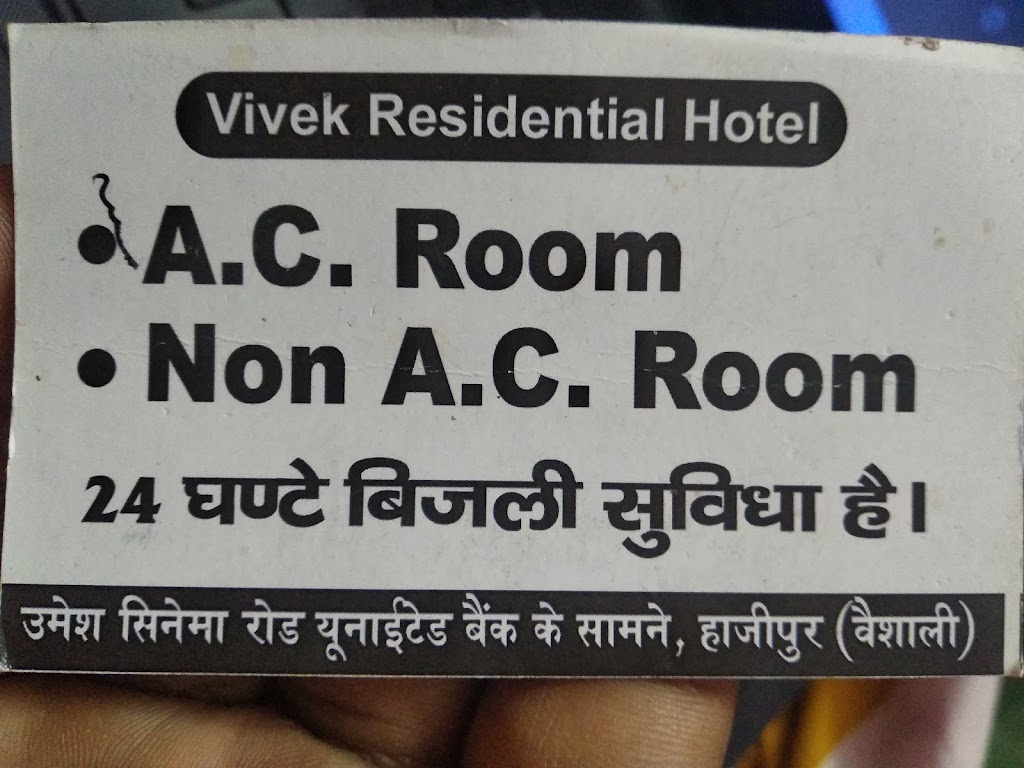 Vivek Residential Hotel
• A.C. Room
• Non A.C. Room
24 घण्टे बिजली सुविधा है।
उमेश सिनेमा रोड यूनाईटेड बैंक के सामने, हाजीपुर (वैशाली)